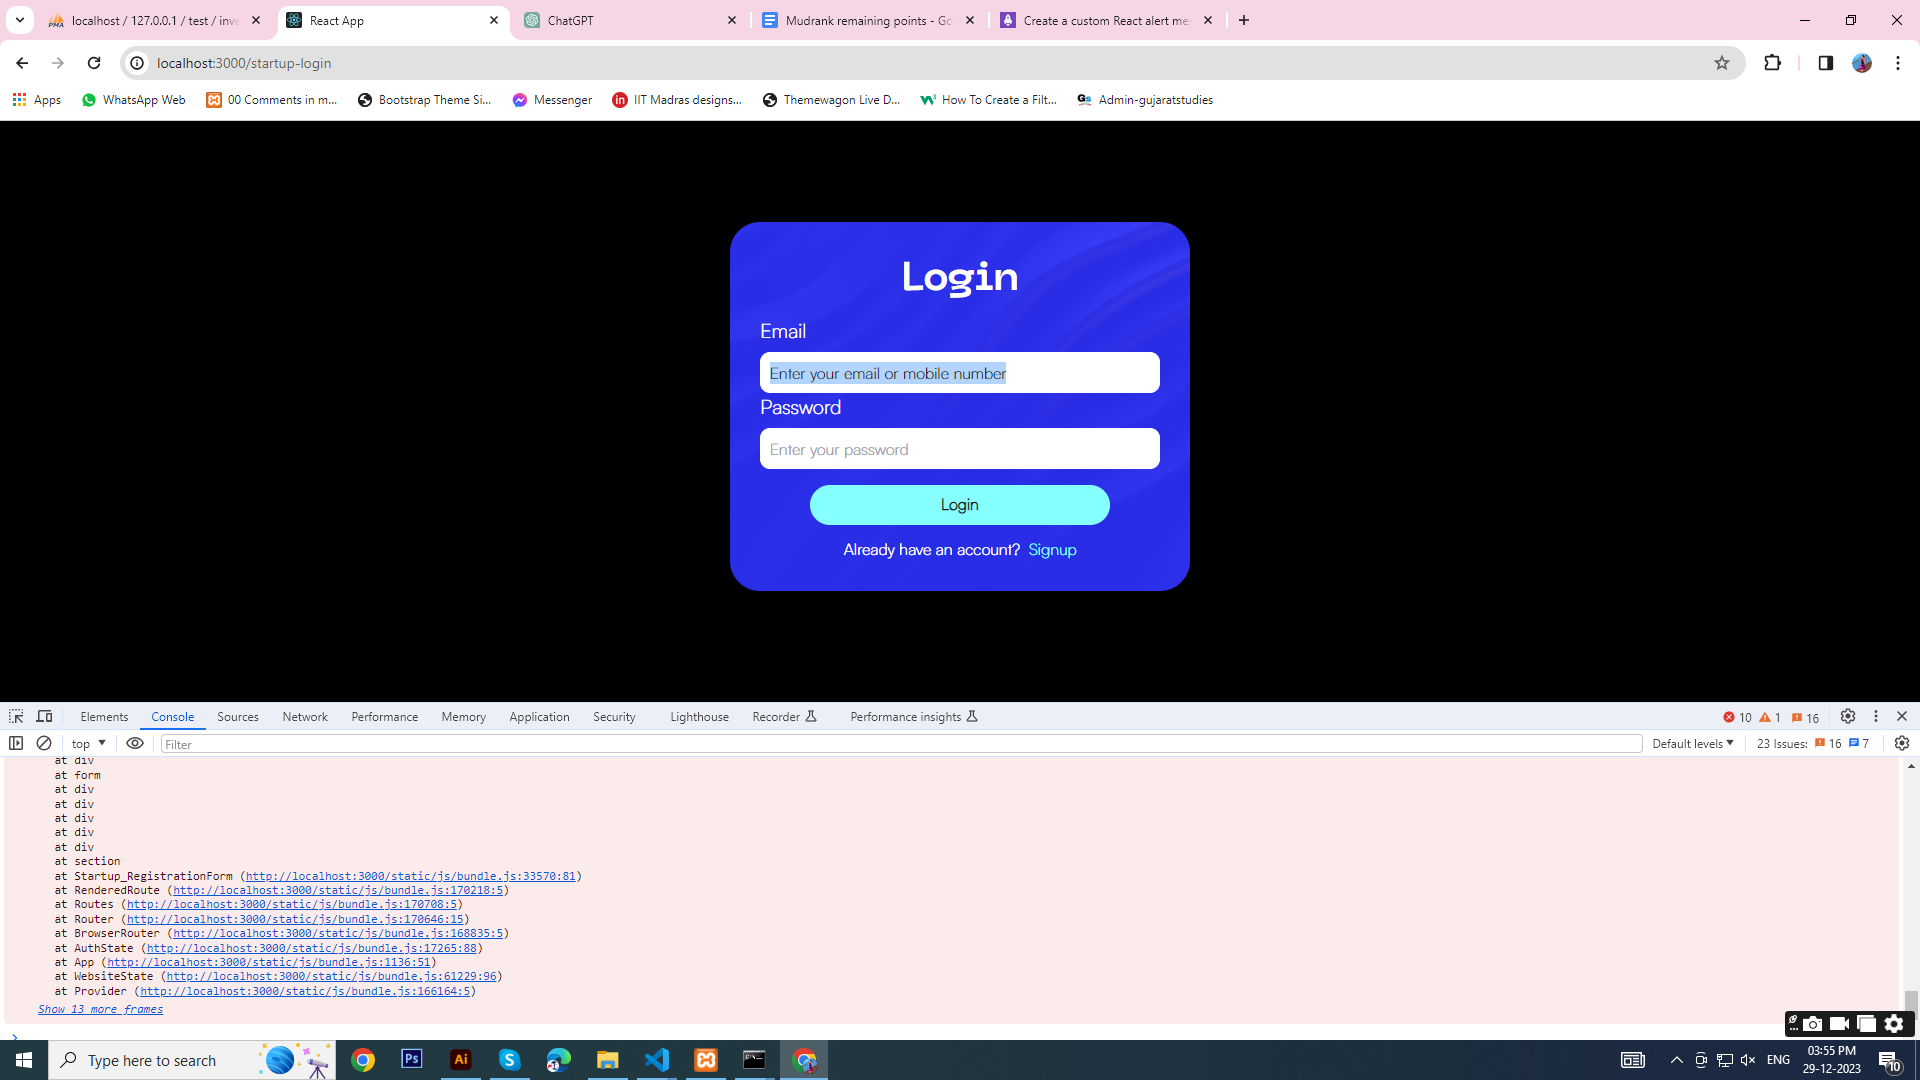 localhost / 127.0.0.1 / test / inve
React App
ChatGPT
Mudrank remaining points - Go
Create a custom React alert me
localhost:3000/startup-login
Apps
WhatsApp Web
00 Comments in m...
Bootstrap Theme Si...
Messenger
IIT Madras designs...
Themewagon Live D...
How To Create a Filt...
Admin-gujaratstudies
Login
Email
Enter your email or mobile number
Password
Enter your password
Login
Already have an account? Signup
Elements
Console
Sources
Network
Performance
Memory
Application
Security
Lighthouse
Recorder
Performance insights
10
1
16
top
Filter
Default levels
23 Issues:
16
7
at div
at form
at div
at div
at div
at div
at div
at section
at Startup_RegistrationForm (http://localhost:3000/static/js/bundle.js:33570:81)
at RenderedRoute (http://localhost:3000/static/js/bundle.js:170218:5)
at Routes (http://localhost:3000/static/js/bundle.js:170708:5)
at Router (http://localhost:3000/static/js/bundle.js:170646:15)
at BrowserRouter (http://localhost:3000/static/js/bundle.js:168835:5)
at AuthState (http://localhost:3000/static/js/bundle.js:17265:88)
at App (http://localhost:3000/static/js/bundle.js:1136:51)
at WebsiteState (http://localhost:3000/static/js/bundle.js:61229:96)
at Provider (http://localhost:3000/static/js/bundle.js:166164:5)
Show 13 more frames
Type here to search
Ps
Ai
ENG
03:55 PM
29-12-2023
10